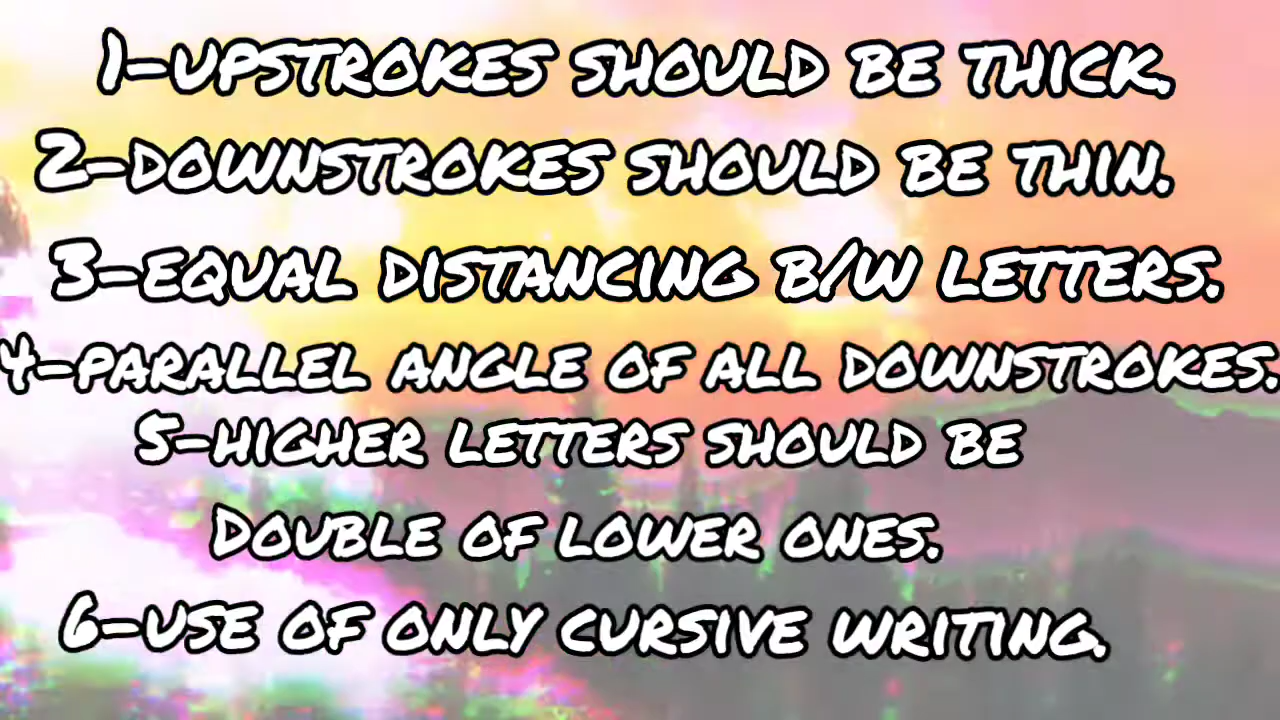 1-UPSTROKES SHOULD BE THICK.
2-DOWNSTROKES SHOULD BE THIN.
3-EQUAL DISTANCING B/W LETTERS.
4-PARALLEL ANGLE OF ALL DOWNSTROKES.
5-HIGHER LETTERS SHOULD BE
DOUBLE OF LOWER ONES.
6-USE OF ONLY CURSIVE WRITING.